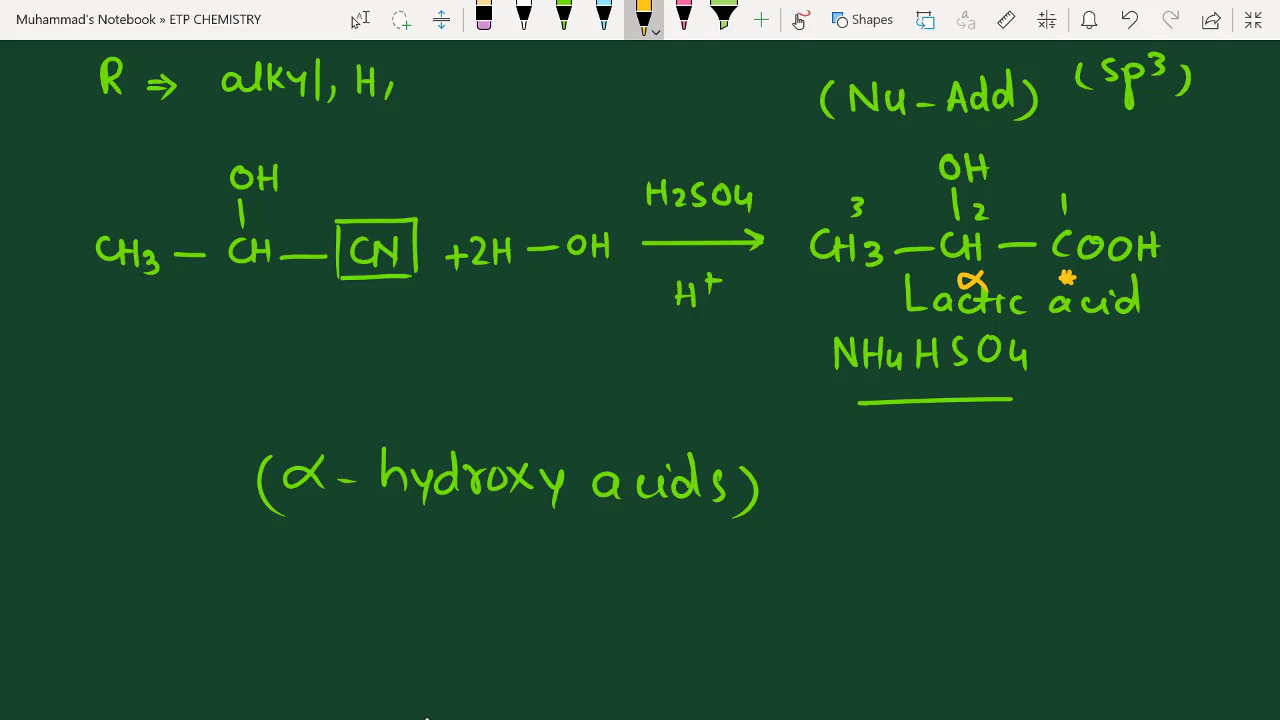 Muhammad's Notebook » ETP CHEMISTRY
Shapes
R ⇒ alkyl, H,
(Nu-Add) (Sp³)
OH
H2SO4
OH
3 2 1
CH3 — CH — CN + 2H — OH → CH3 — CH — COOH
H⁺
α *
Lactic acid
NH4HSO4
(α - hydroxy acids)